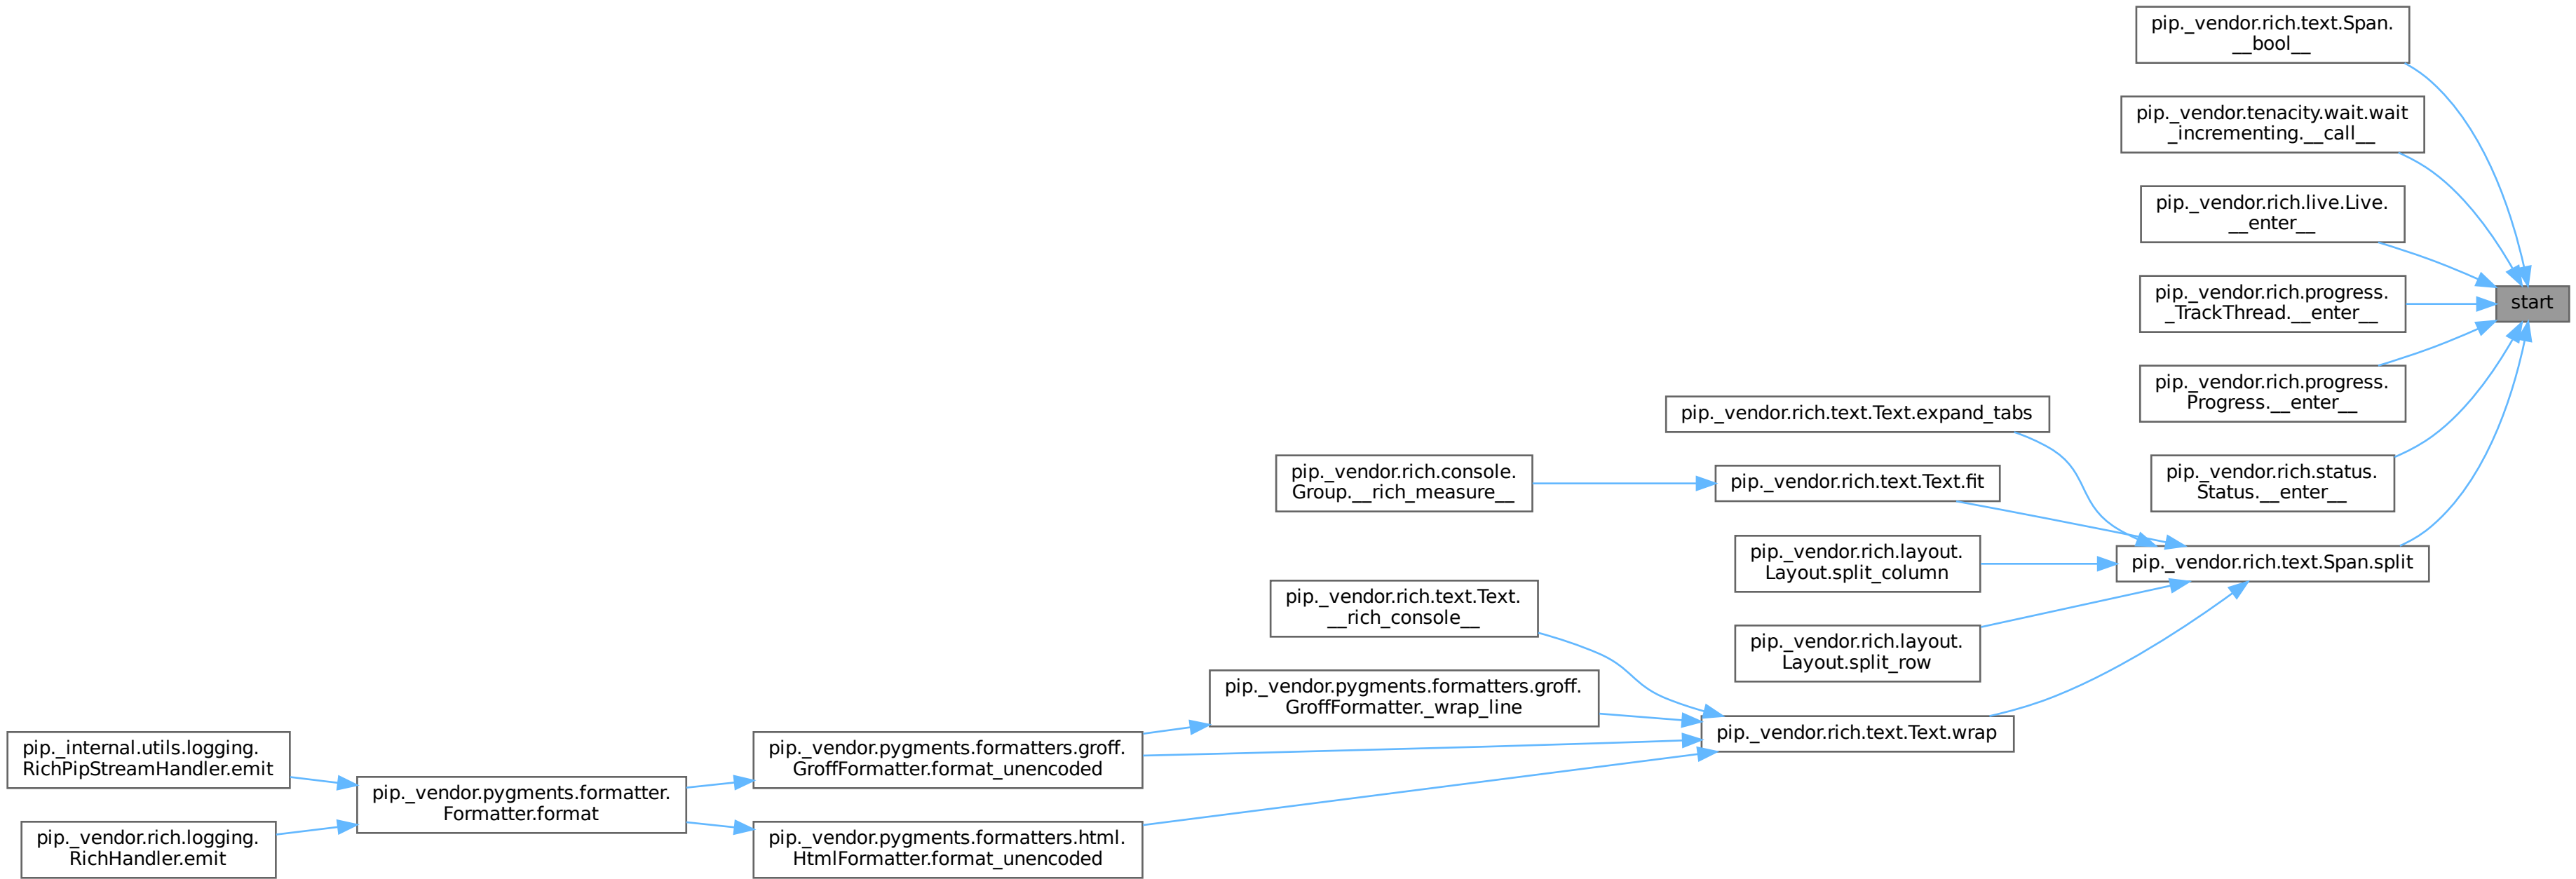 pip._vendor.rich.text.Span.
__bool__
pip._vendor.tenacity.wait.wait
_incrementing.__call__
pip._vendor.rich.live.Live.
__enter__
pip._vendor.rich.progress.
_TrackThread.__enter__
start
pip._vendor.rich.progress.
Progress.__enter__
pip._vendor.rich.status.
Status.__enter__
pip._vendor.rich.text.Text.expand_tabs
pip._vendor.rich.console.
Group.__rich_measure__
pip._vendor.rich.text.Text.fit
pip._vendor.rich.layout.
Layout.split_column
pip._vendor.rich.text.Span.split
pip._vendor.rich.layout.
Layout.split_row
pip._vendor.rich.text.Text.
__rich_console__
pip._vendor.pygments.formatters.groff.
GroffFormatter._wrap_line
pip._vendor.rich.text.Text.wrap
pip._internal.utils.logging.
RichPipStreamHandler.emit
pip._vendor.pygments.formatter.
Formatter.format
pip._vendor.pygments.formatters.groff.
GroffFormatter.format_unencoded
pip._vendor.rich.logging.
RichHandler.emit
pip._vendor.pygments.formatters.html.
HtmlFormatter.format_unencoded